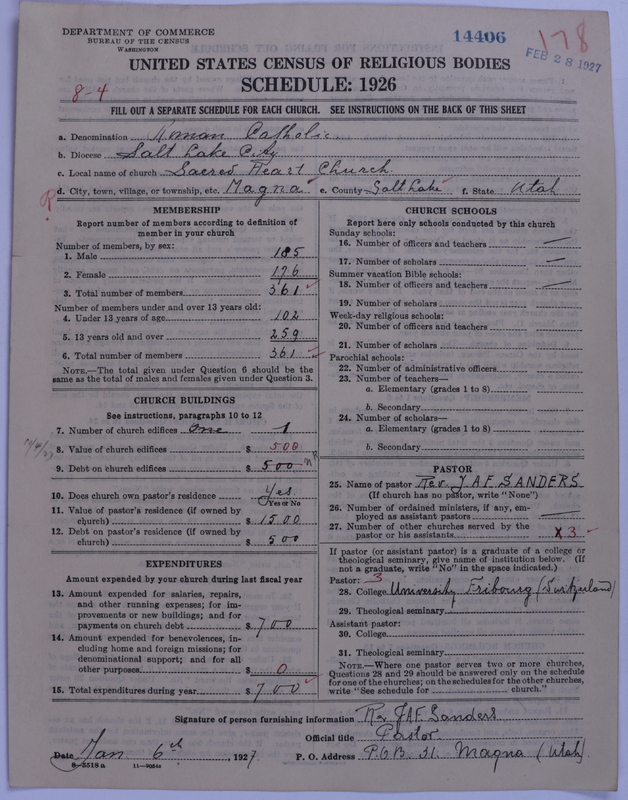 DEPARTMENT OF COMMERCE
BUREAU OF THE CENSUS
WASHINGTON
14406
178
FEB 28 1927
UNITED STATES CENSUS OF RELIGIOUS BODIES
SCHEDULE: 1926
8-4
FILL OUT A SEPARATE SCHEDULE FOR EACH CHURCH. SEE INSTRUCTIONS ON THE BACK OF THIS SHEET
a. Denomination Roman Catholic
b. Diocese Salt Lake City
c. Local name of church Sacred Heart Church.
R
d. City, town, village, or township, etc. Magna e. County Salt Lake f. State Utah
MEMBERSHIP
Report number of members according to definition of
member in your church
Number of members, by sex:
1. Male 185
2. Female 176
3. Total number of members 361
Number of members under and over 13 years old:
4. Under 13 years of age 102
5. 13 years old and over 259
6. Total number of members 361
NOTE.—The total given under Question 6 should be
same as the total of males and females given under Question 3.
CHURCH BUILDINGS
See instructions, paragraphs 10 to 12
7. Number of church edifices One 1
8. Value of church edifices $ 500
9. Debt on church edifices $ 500
10. Does church own pastor's residence Yes
Yes or No
11. Value of pastor's residence (if owned by
church) $ 1500
12. Debt on pastor's residence (if owned by
church) $ 500
EXPENDITURES
Amount expended by your church during last fiscal year
13. Amount expended for salaries, repairs,
and other running expenses; for im-
provements or new buildings; and for
payments on church debt $ 700
14. Amount expended for benevolences, in-
cluding home and foreign missions; for
denominational support; and for all
other purposes $ 0
15. Total expenditures during year $ 700
CHURCH SCHOOLS
Report here only schools conducted by this church
Sunday schools:
16. Number of officers and teachers —
17. Number of scholars —
Summer vacation Bible schools:
18. Number of officers and teachers —
19. Number of scholars
Week-day religious schools:
20. Number of officers and teachers
21. Number of scholars
Parochial schools:
22. Number of administrative officers
23. Number of teachers—
a. Elementary (grades 1 to 8)
b. Secondary
24. Number of scholars—
a. Elementary (grades 1 to 8)
b. Secondary
PASTOR
25. Name of pastor Rev. J.A.F. SANDERS
(If church has no pastor, write "None")
26. Number of ordained ministers, if any, em-
ployed as assistant pastors —
27. Number of other churches served by the
pastor or his assistants X 3
If pastor (or assistant pastor) is a graduate of a college or
theological seminary, give name of institution below. (If
not a graduate, write "No" in the space indicated.)
Pastor: 3
28. College University Fribourg (Switzerland)
29. Theological seminary
Assistant pastor:
30. College
31. Theological seminary
NOTE.—Where one pastor serves two or more churches,
Questions 28 and 29 should be answered only on the schedule
for one of the churches; on the schedules for the other churches,
write "See schedule for church."
Signature of person furnishing information Rev JAF Sanders
Official title Pastor
Date Jan 6th, 1927 P. O. Address P.O.B 31. Magna (Utah)
8-5518a 11-9054a